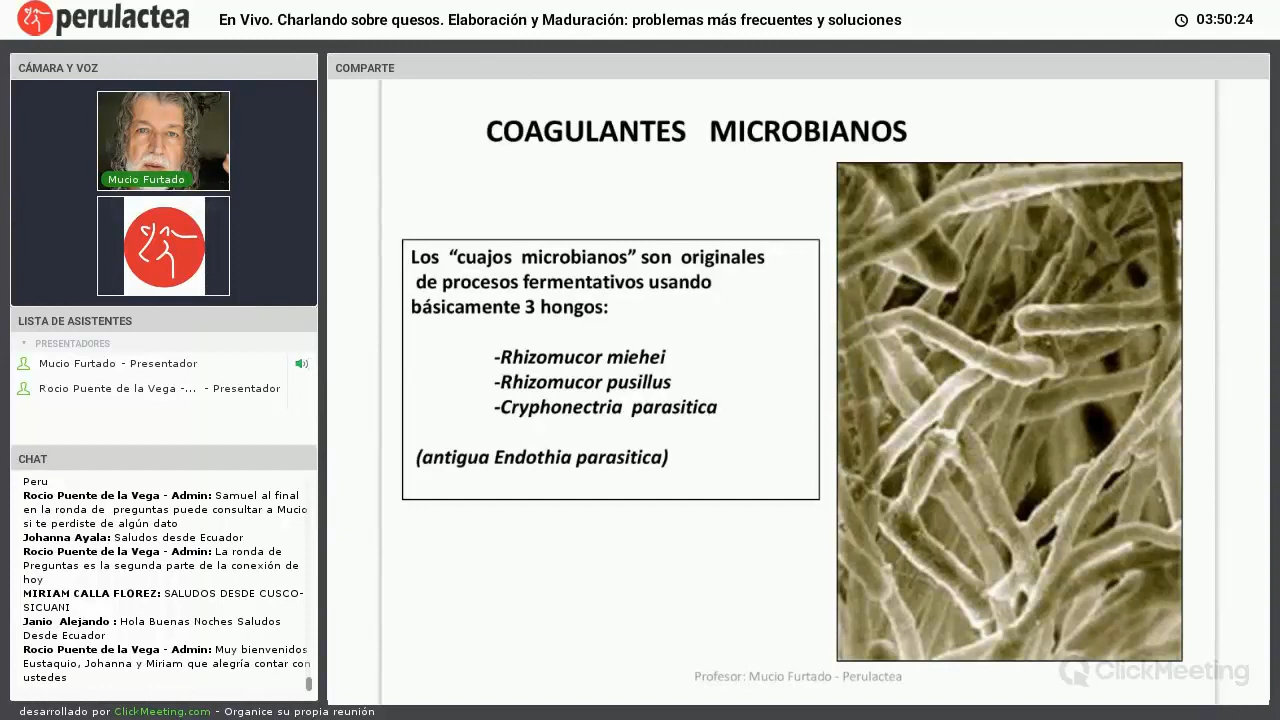 perulactea
En Vivo. Charlando sobre quesos. Elaboración y Maduración: problemas más frecuentes y soluciones
03:50:24
CÁMARA Y VOZ
Mucio Furtado
LISTA DE ASISTENTES
PRESENTADORES
Mucio Furtado - Presentador
Rocio Puente de la Vega -... - Presentador
CHAT
Peru
Rocio Puente de la Vega - Admin: Samuel al final
en la ronda de preguntas puede consultar a Mucio
si te perdiste de algún dato
Johanna Ayala: Saludos desde Ecuador
Rocio Puente de la Vega - Admin: La ronda de
Preguntas es la segunda parte de la conexión de
hoy
MIRIAM CALLA FLOREZ: SALUDOS DESDE CUSCO-
SICUANI
Janio Alejando : Hola Buenas Noches Saludos
Desde Ecuador
Rocio Puente de la Vega - Admin: Muy bienvenidos
Eustaquio, Johanna y Miriam que alegría contar con
ustedes
COMPARTE
COAGULANTES MICROBIANOS
Los “cuajos microbianos” son originales
de procesos fermentativos usando
básicamente 3 hongos:
-Rhizomucor miehei
-Rhizomucor pusillus
-Cryphonectria parasitica
(antigua Endothia parasitica)
Profesor: Mucio Furtado - Perulactea
ClickMeeting
desarrollado por ClickMeeting.com - Organice su propia reunión